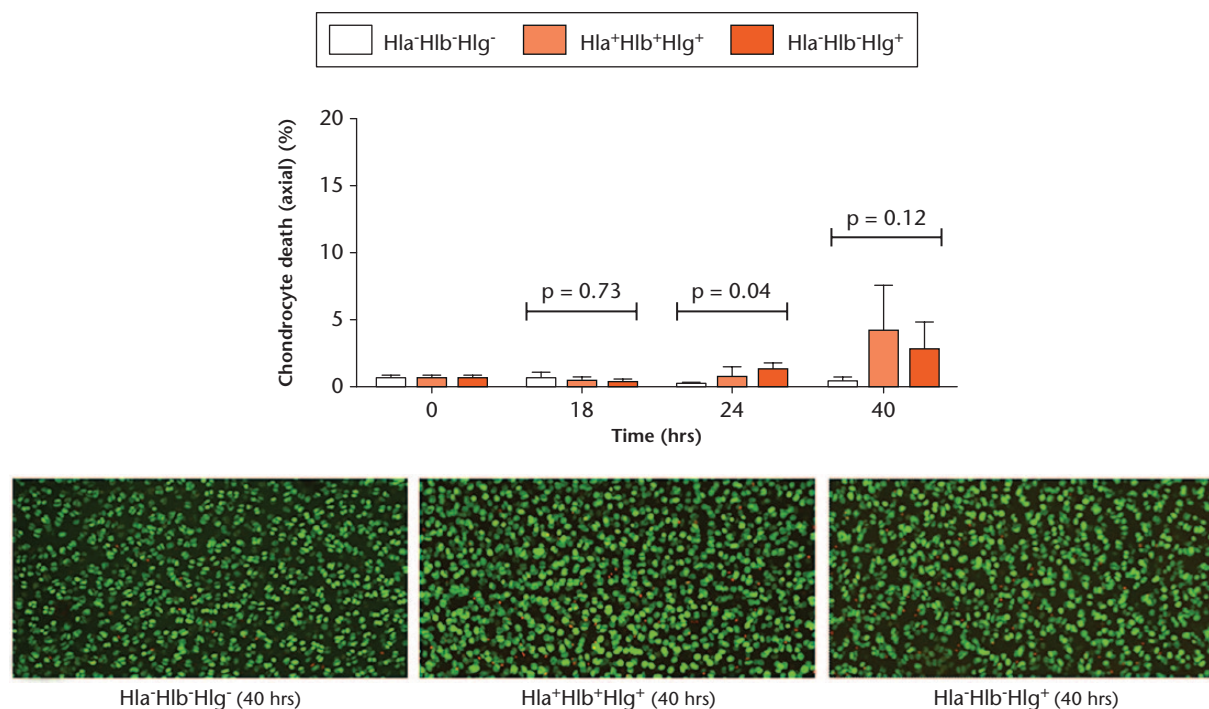 Hla⁻Hlb⁻Hlg⁻ Hla⁺Hlb⁺Hlg⁺ Hla⁻Hlb⁻Hlg⁺
Chondrocyte death (axial) (%)
20
15
10
5
0
p = 0.73
p = 0.04
p = 0.12
0 18 24 40
Time (hrs)
Hla⁻Hlb⁻Hlg⁻ (40 hrs) Hla⁺Hlb⁺Hlg⁺ (40 hrs) Hla⁻Hlb⁻Hlg⁺ (40 hrs)